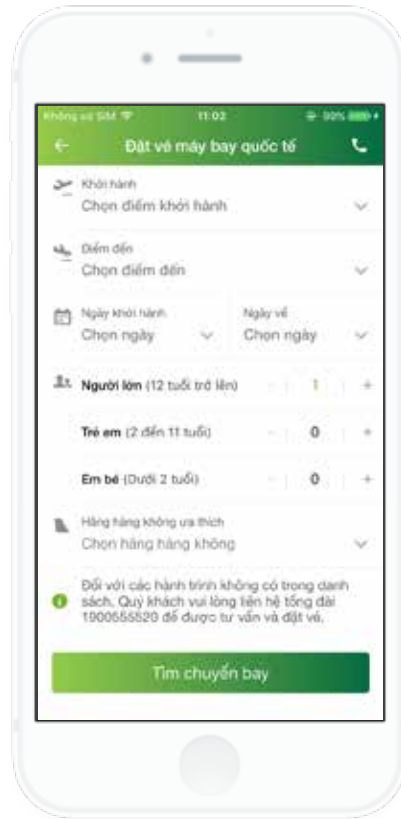 Không có SIM 11:02 90%
Đặt vé máy bay quốc tế
Khởi hành
Chọn điểm khởi hành
Điểm đến
Chọn điểm đến
Ngày khởi hành Ngày về
Chọn ngày Chọn ngày
Người lớn (12 tuổi trở lên) - 1 +
Trẻ em (2 đến 11 tuổi) - 0 +
Em bé (Dưới 2 tuổi) - 0 +
Hãng hàng không ưa thích
Chọn hãng hàng không
Đối với các hành trình không có trong danh
sách, Quý khách vui lòng liên hệ tổng đài
1900555520 để được tư vấn và đặt vé.
Tìm chuyến bay